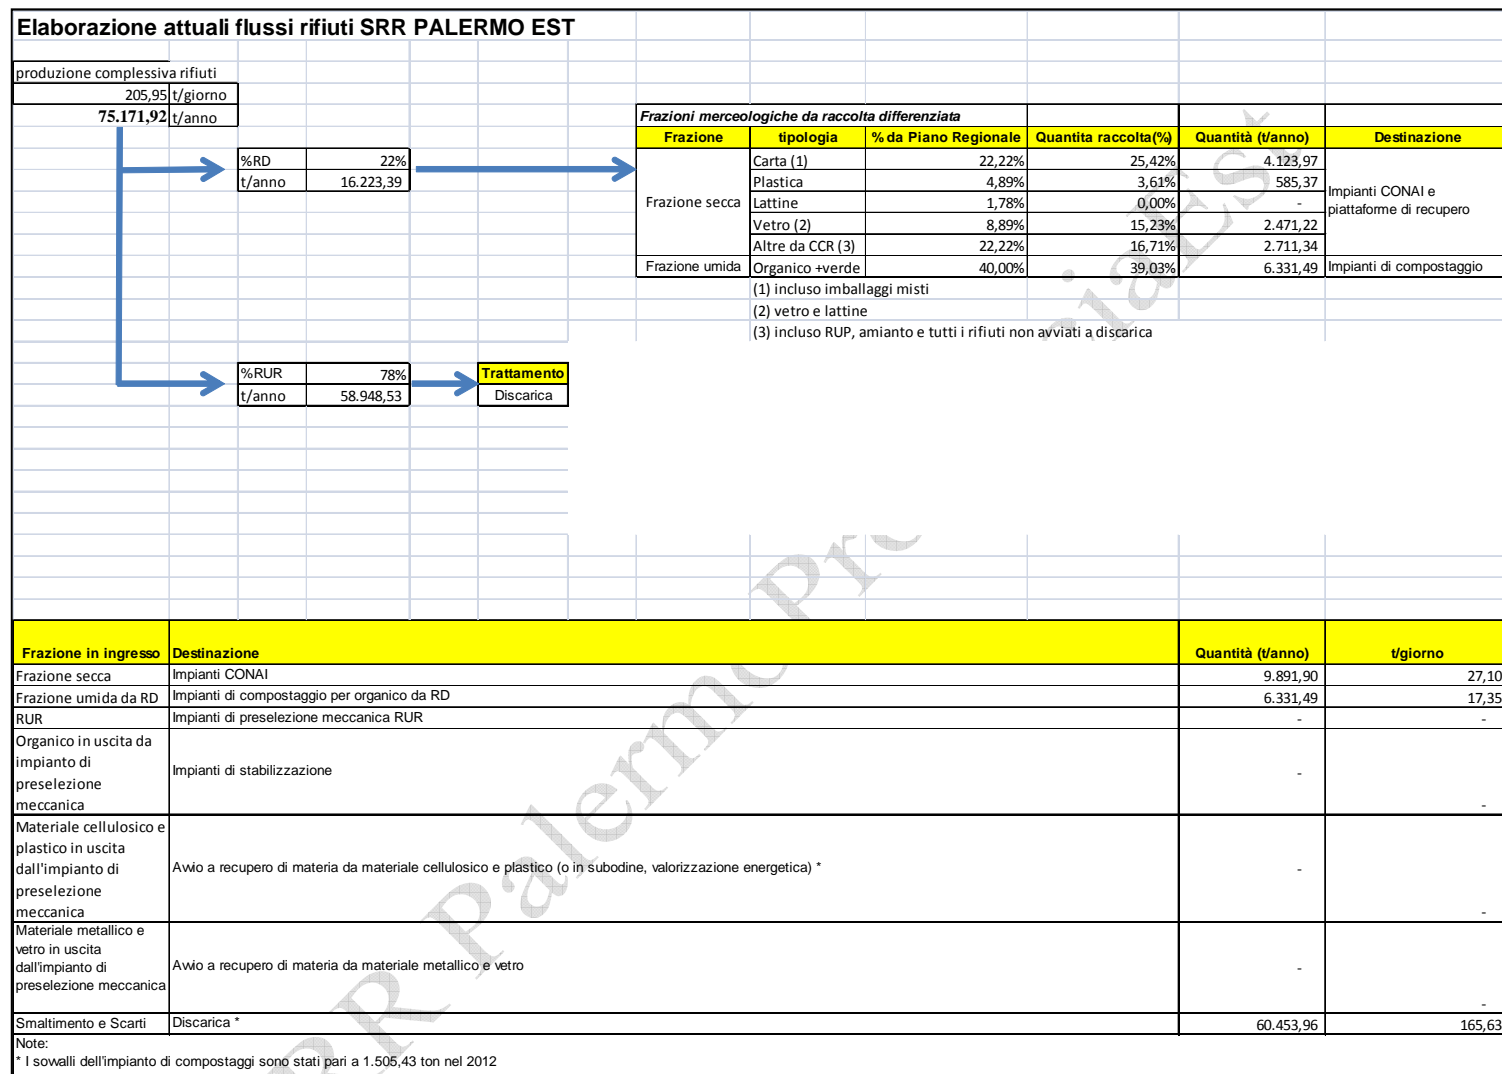 Elaborazione attuali flussi rifiuti SRR PALERMO EST
produzione complessiva rifiuti
205,95 t/giorno
75.171,92 t/anno
Frazioni merceologiche da raccolta differenziata
Frazione tipologia % da Piano Regionale Quantita raccolta(%) Quantità (t/anno) Destinazione
%RD 22%
t/anno 16.223,39
Frazione secca
Carta (1) 22,22% 25,42% 4.123,97
Plastica 4,89% 3,61% 585,37
Lattine 1,78% 0,00% -
Vetro (2) 8,89% 15,23% 2.471,22
Altre da CCR (3) 22,22% 16,71% 2.711,34
Impianti CONAI e
piattaforme di recupero
Frazione umida Organico +verde 40,00% 39,03% 6.331,49 Impianti di compostaggio
(1) incluso imballaggi misti
(2) vetro e lattine
(3) incluso RUP, amianto e tutti i rifiuti non avviati a discarica
%RUR 78% Trattamento
t/anno 58.948,53 Discarica
Frazione in ingresso Destinazione Quantità (t/anno) t/giorno
Frazione secca Impianti CONAI 9.891,90 27,10
Frazione umida da RD Impianti di compostaggio per organico da RD 6.331,49 17,35
RUR Impianti di preselezione meccanica RUR - -
Organico in uscita da
impianto di
preselezione
meccanica
Impianti di stabilizzazione - -
Materiale cellulosico e
plastico in uscita
dall'impianto di
preselezione
meccanica
Avvio a recupero di materia da materiale cellulosico e plastico (o in subodine, valorizzazione energetica) * - -
Materiale metallico e
vetro in uscita
dall'impianto di
preselezione meccanica
Avvio a recupero di materia da materiale metallico e vetro - -
Smaltimento e Scarti Discarica * 60.453,96 165,63
Note:
* I sowalli dell'impianto di compostaggi sono stati pari a 1.505,43 ton nel 2012